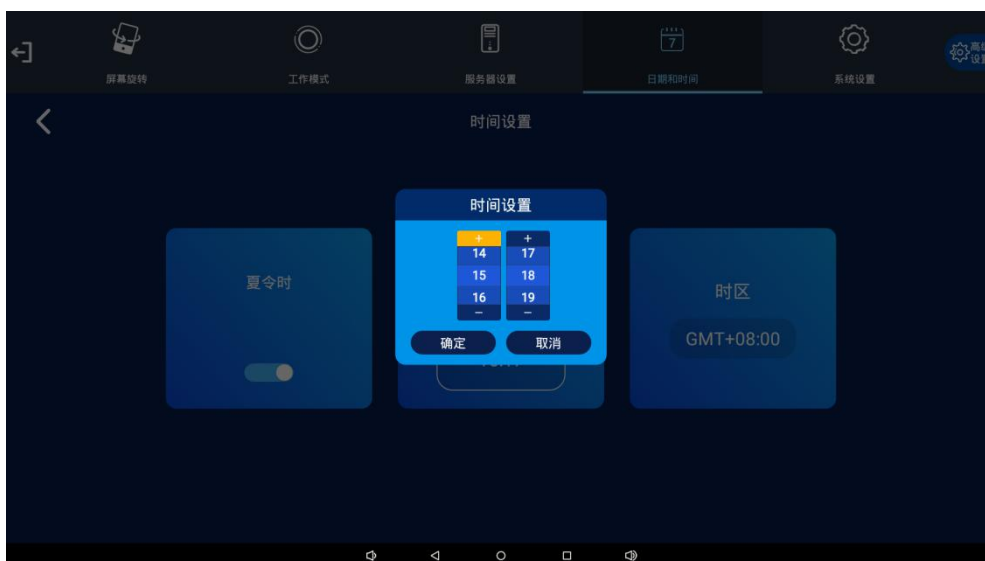 屏幕旋转
工作模式
服务器设置
7
日期和时间
系统设置
时间设置
时间设置
夏令时
+ +
14 17
15 18
16 19
− −
确定 取消
时区
GMT+08:00